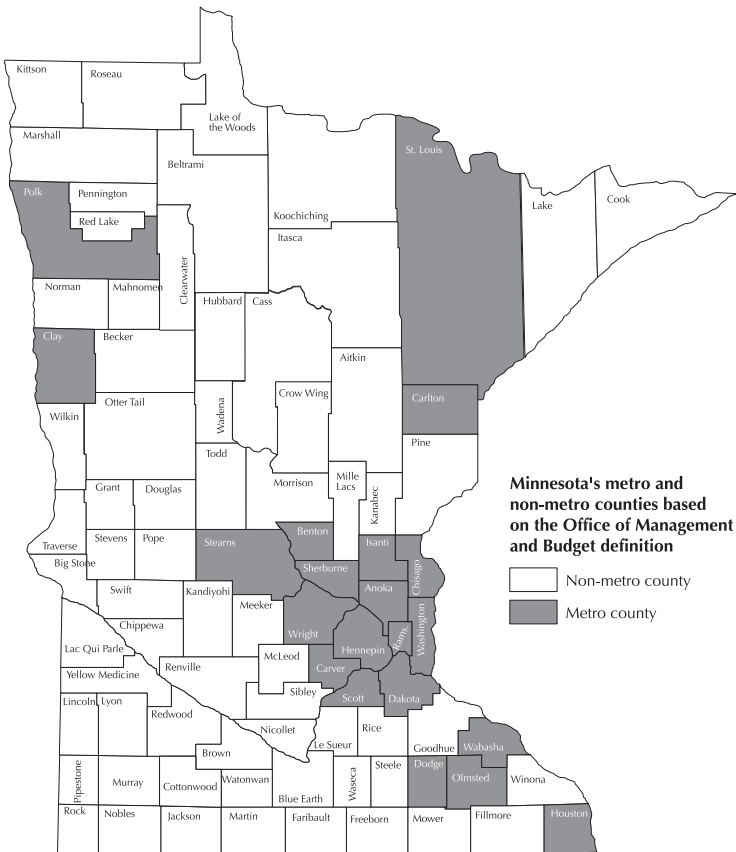 Kittson
Roseau
Lake of
the Woods
Marshall
Beltrami
St. Louis
Polk
Pennington
Red Lake
Koochiching
Itasca
Lake
Cook
Clearwater
Norman
Mahnomen
Hubbard
Cass
Clay
Becker
Aitkin
Crow Wing
Carlton
Otter Tail
Wadena
Wilkin
Pine
Todd
Mille
Lacs
Morrison
Kanabec
Grant
Douglas
Minnesota's metro and
non-metro counties based
on the Office of Management
and Budget definition
Non-metro county
Metro county
Benton
Stevens
Pope
Stearns
Isanti
Traverse
Big Stone
Sherburne
Chisago
Swift
Kandiyohi
Anoka
Meeker
Chippewa
Wright
Washington
Rams.
Hennepin
Lac Qui Parle
McLeod
Renville
Carver
Yellow Medicine
Sibley
Scott
Dakota
Lincoln
Lyon
Redwood
Nicollet
Rice
Le Sueur
Goodhue
Wabasha
Brown
Pipestone
Murray
Cottonwood
Watonwan
Blue Earth
Waseca
Steele
Dodge
Olmsted
Winona
Rock
Nobles
Jackson
Martin
Faribault
Freeborn
Mower
Fillmore
Houston